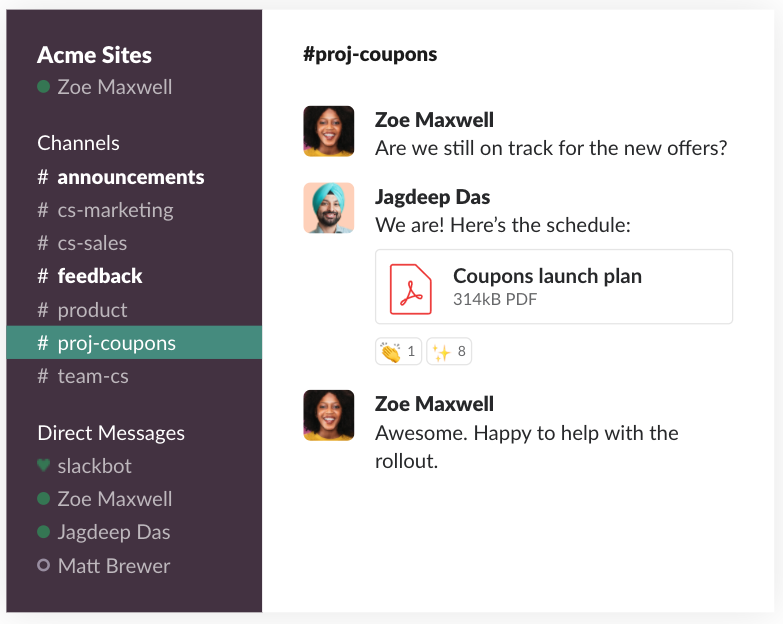 Acme Sites
Zoe Maxwell
Channels
# announcements
# cs-marketing
# cs-sales
# feedback
# product
# proj-coupons
# team-cs
Direct Messages
slackbot
Zoe Maxwell
Jagdeep Das
Matt Brewer
#proj-coupons
Zoe Maxwell
Are we still on track for the new offers?
Jagdeep Das
We are! Here’s the schedule:
Coupons launch plan
314kB PDF
👏 1 ✨ 8
Zoe Maxwell
Awesome. Happy to help with the
rollout.